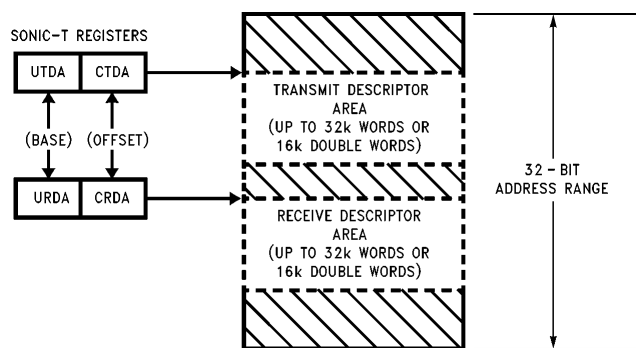 SONIC-T REGISTERS
UTDA CTDA
(BASE) (OFFSET)
URDA CRDA
TRANSMIT DESCRIPTOR
AREA
(UP TO 32k WORDS OR
16k DOUBLE WORDS)
RECEIVE DESCRIPTOR
AREA
(UP TO 32k WORDS OR
16k DOUBLE WORDS)
32-BIT
ADDRESS RANGE